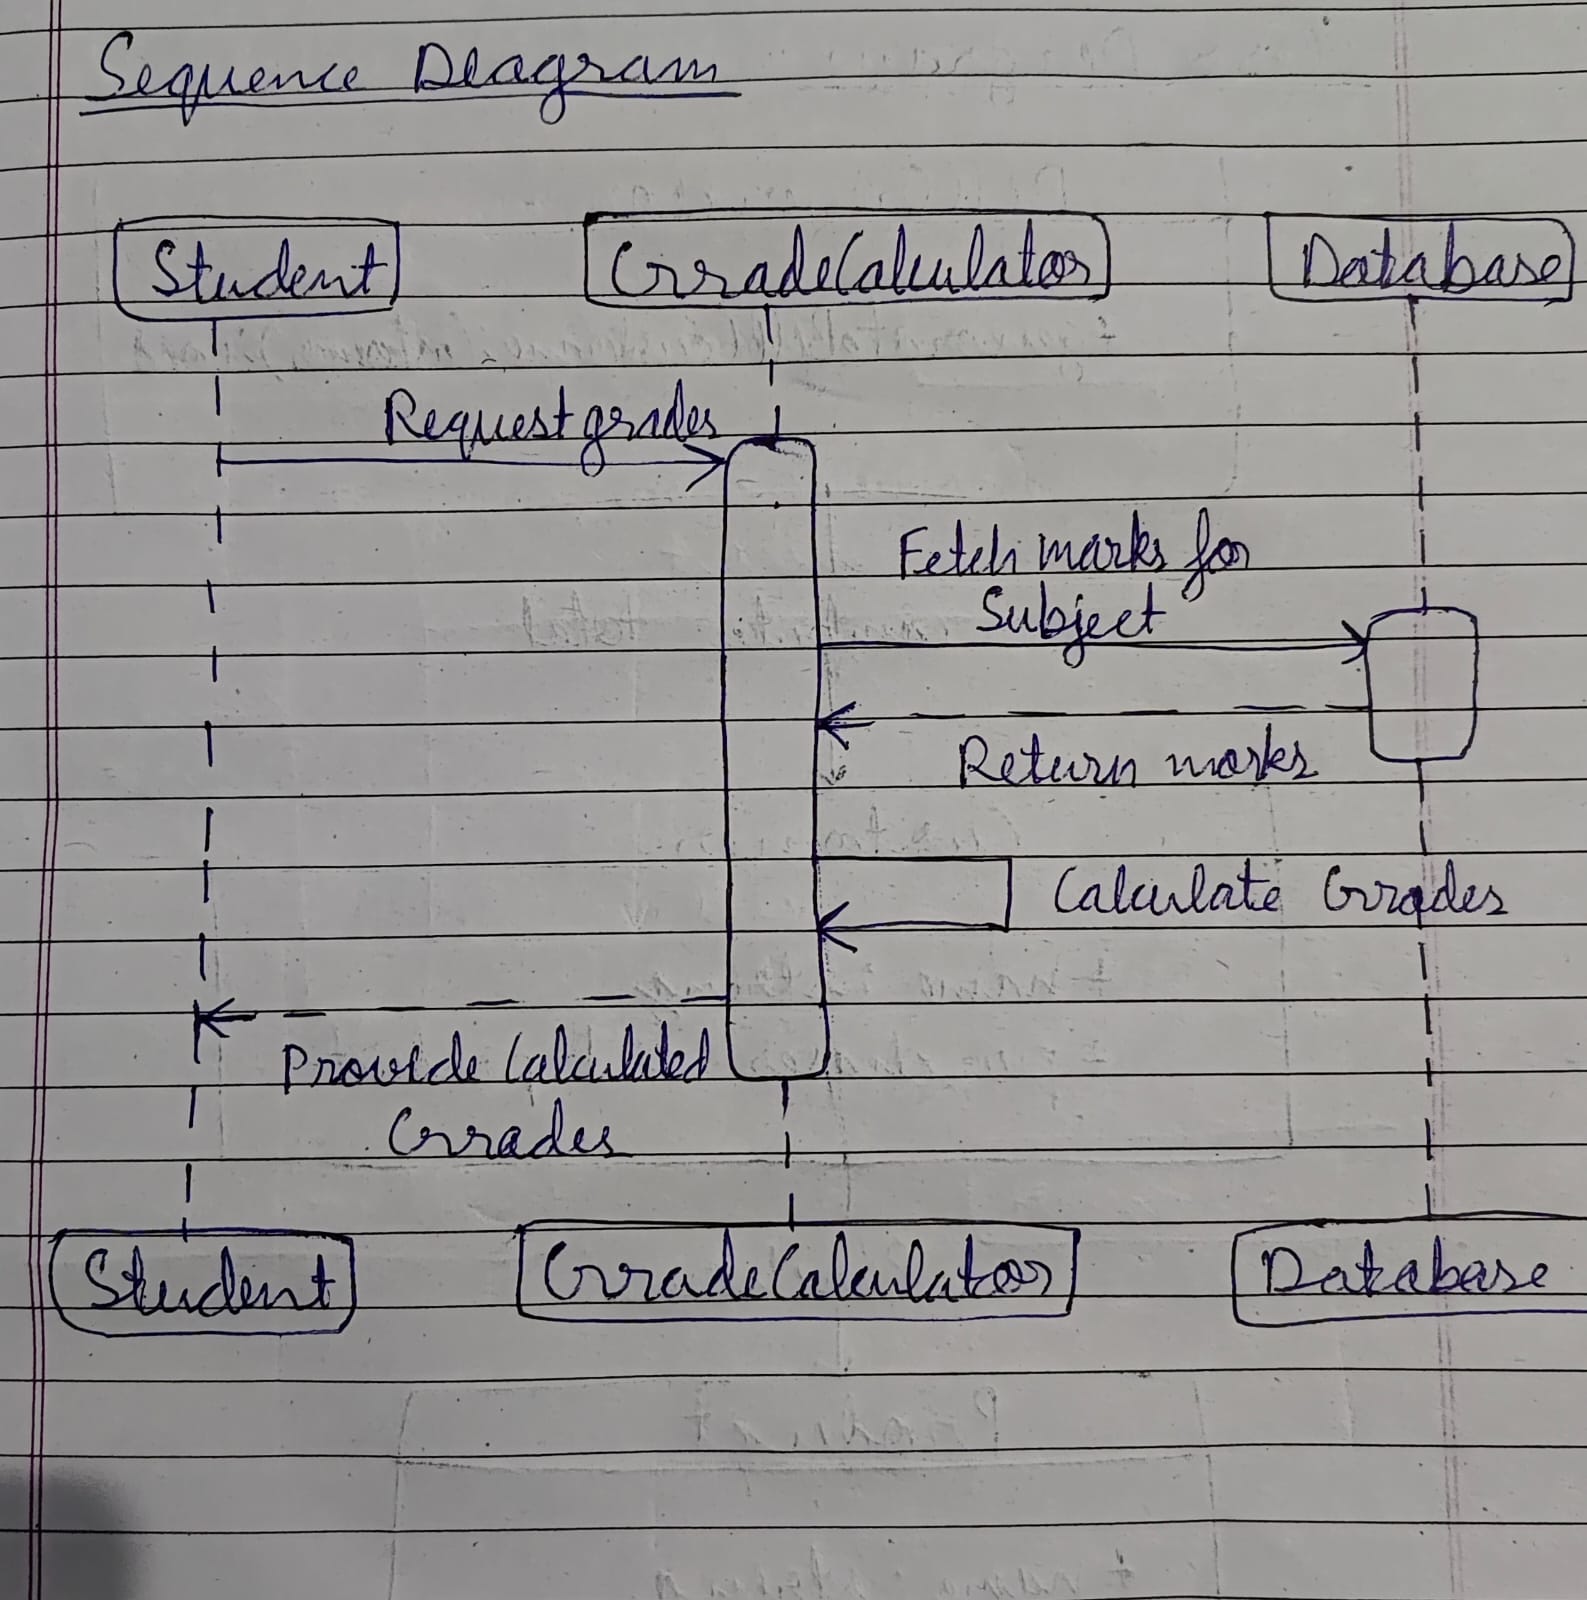 Sequence Diagram
Student GradeCalculator Database
Request grades
Fetch marks for
Subject
Return marks
Calculate Grades
Provide Calculated
Grades
Student GradeCalculator Database